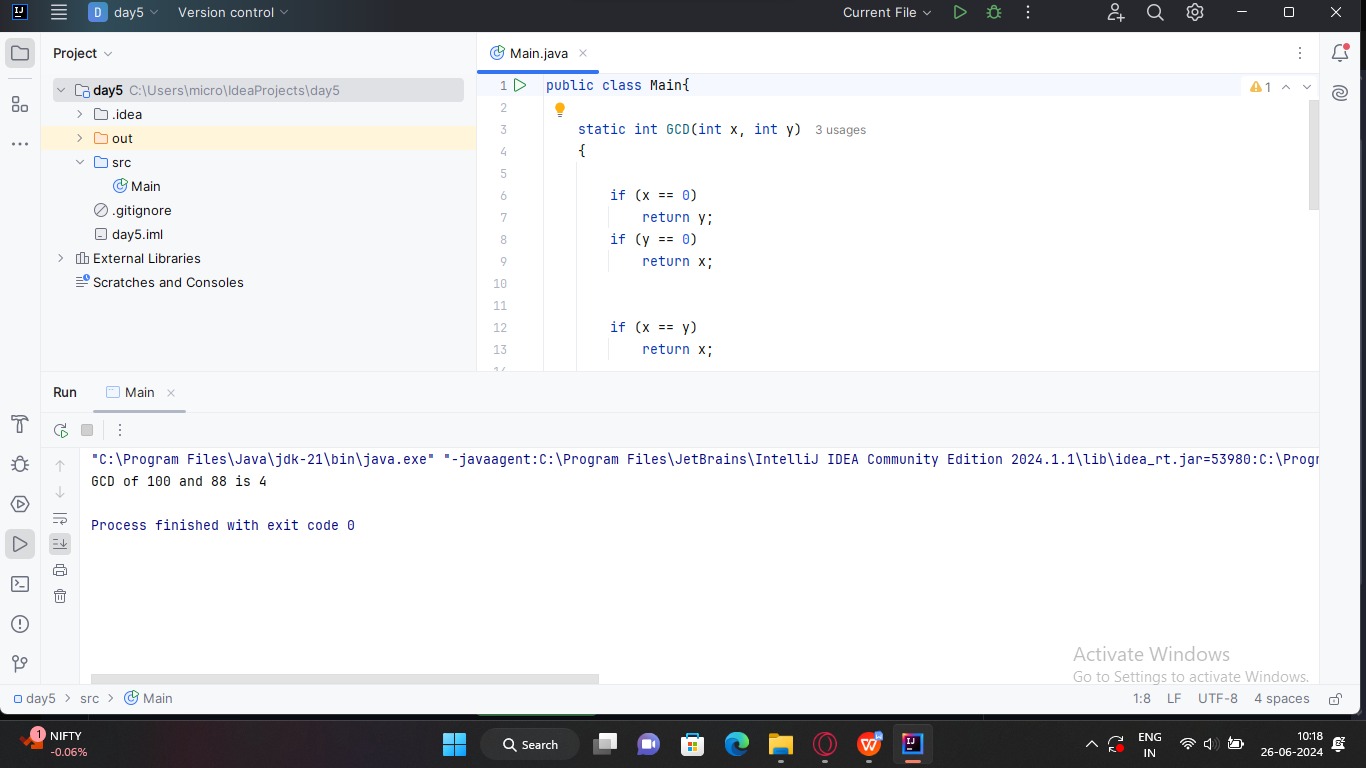 D day5 Version control Current File
Project
day5 C:\Users\micro\IdeaProjects\day5
.idea
out
src
Main
.gitignore
day5.iml
External Libraries
Scratches and Consoles
Main.java
1 public class Main{ 1
2
3 static int GCD(int x, int y) 3 usages
4 {
5
6 if (x == 0)
7 return y;
8 if (y == 0)
9 return x;
10
11
12 if (x == y)
13 return x;
14
Run Main
"C:\Program Files\Java\jdk-21\bin\java.exe" "-javaagent:C:\Program Files\JetBrains\IntelliJ IDEA Community Edition 2024.1.1\lib\idea_rt.jar=53980:C:\Progr
GCD of 100 and 88 is 4
Process finished with exit code 0
Activate Windows
Go to Settings to activate Windows.
day5 > src > Main 1:8 LF UTF-8 4 spaces
1 NIFTY
-0.06%
Search
ENG
IN
10:18
26-06-2024